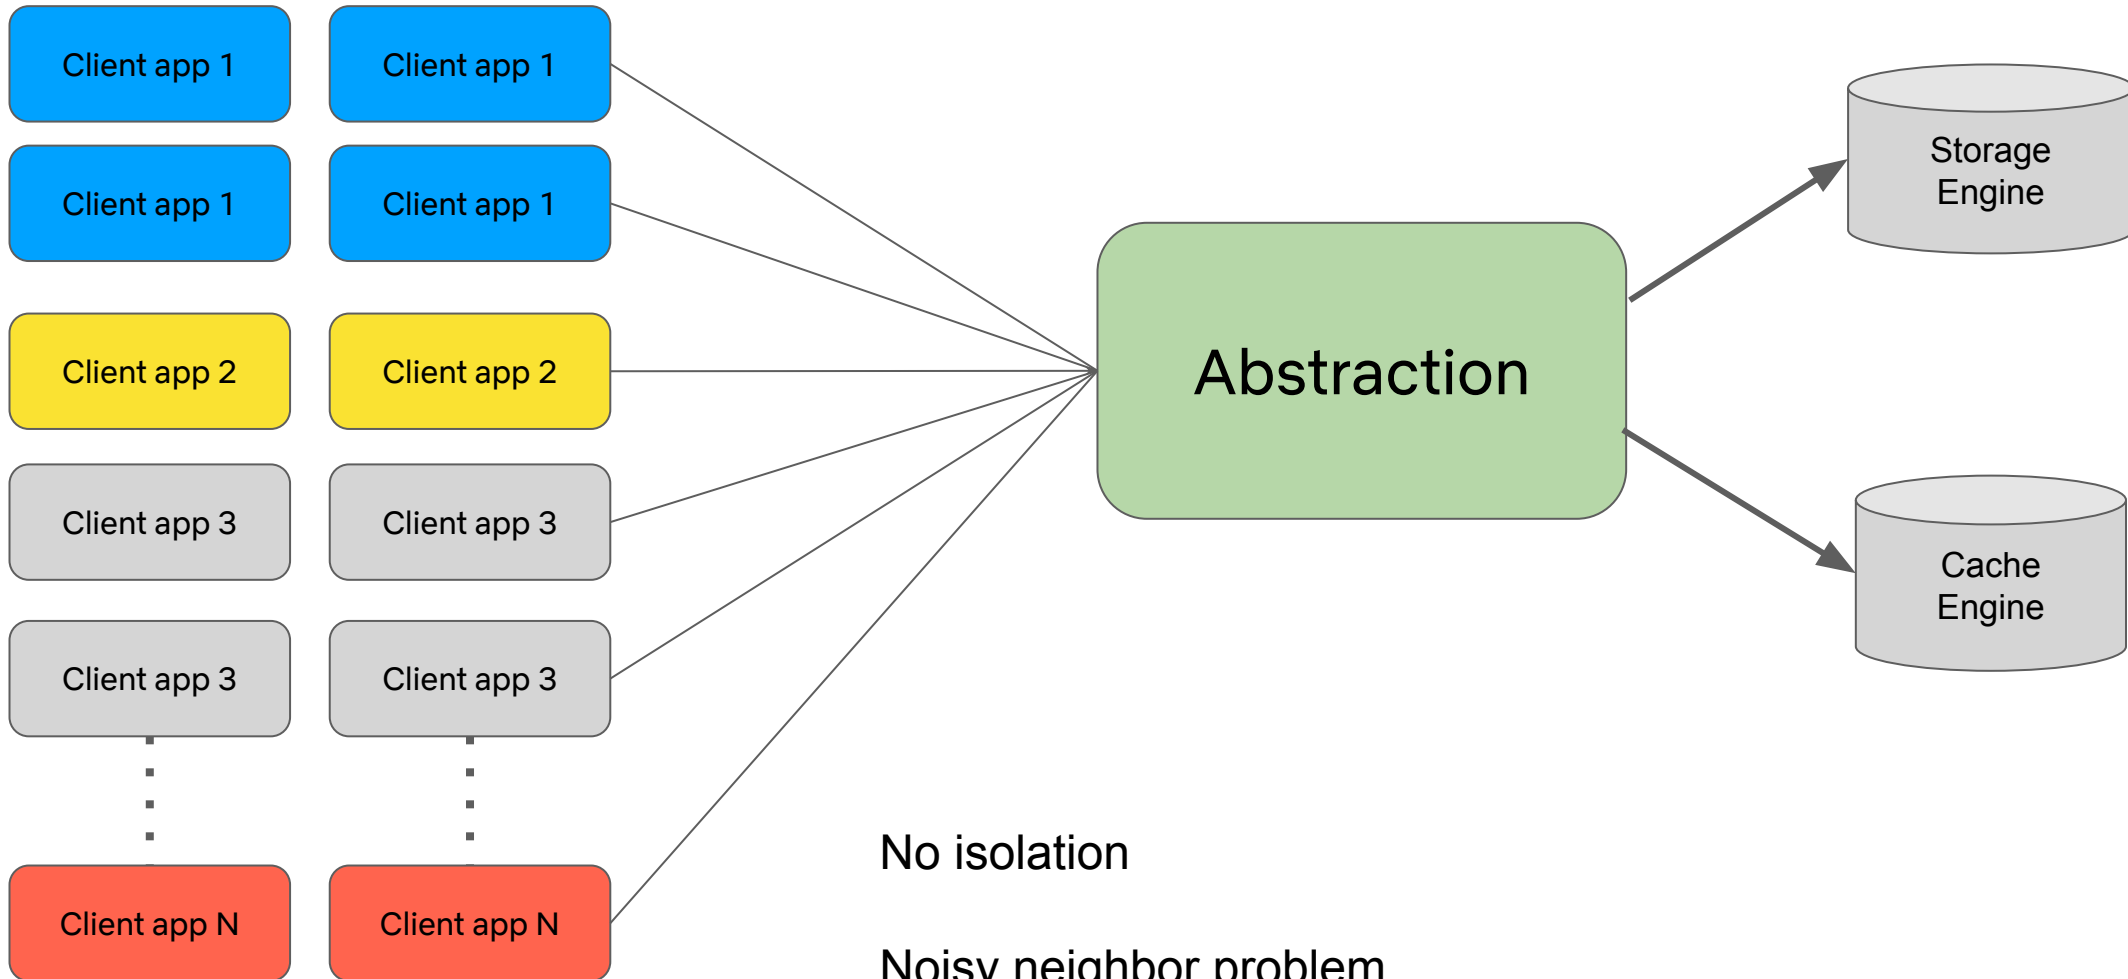 Client app 1
Client app 1
Client app 1
Client app 1
Client app 2
Client app 2
Client app 3
Client app 3
Client app 3
Client app 3
Client app N
Client app N
Abstraction
Storage
Engine
Cache
Engine
No isolation
Noisy neighbor problem